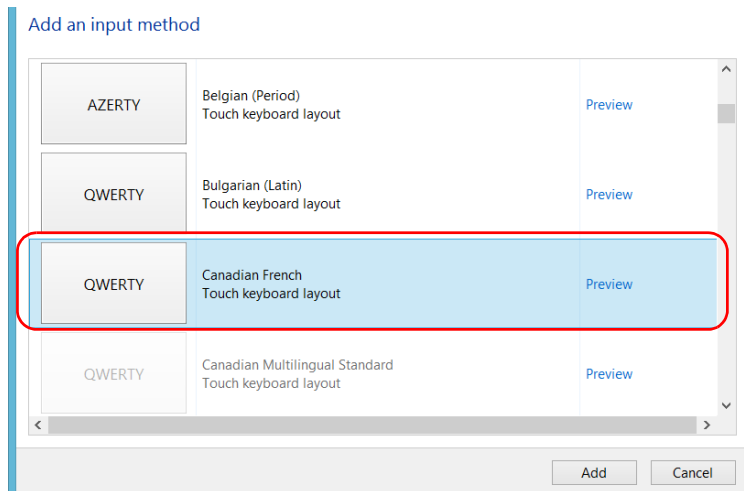 Add an input method
AZERTY
Belgian (Period)
Touch keyboard layout
Preview
QWERTY
Bulgarian (Latin)
Touch keyboard layout
Preview
QWERTY
Canadian French
Touch keyboard layout
Preview
QWERTY
Canadian Multilingual Standard
Touch keyboard layout
Preview
Add
Cancel